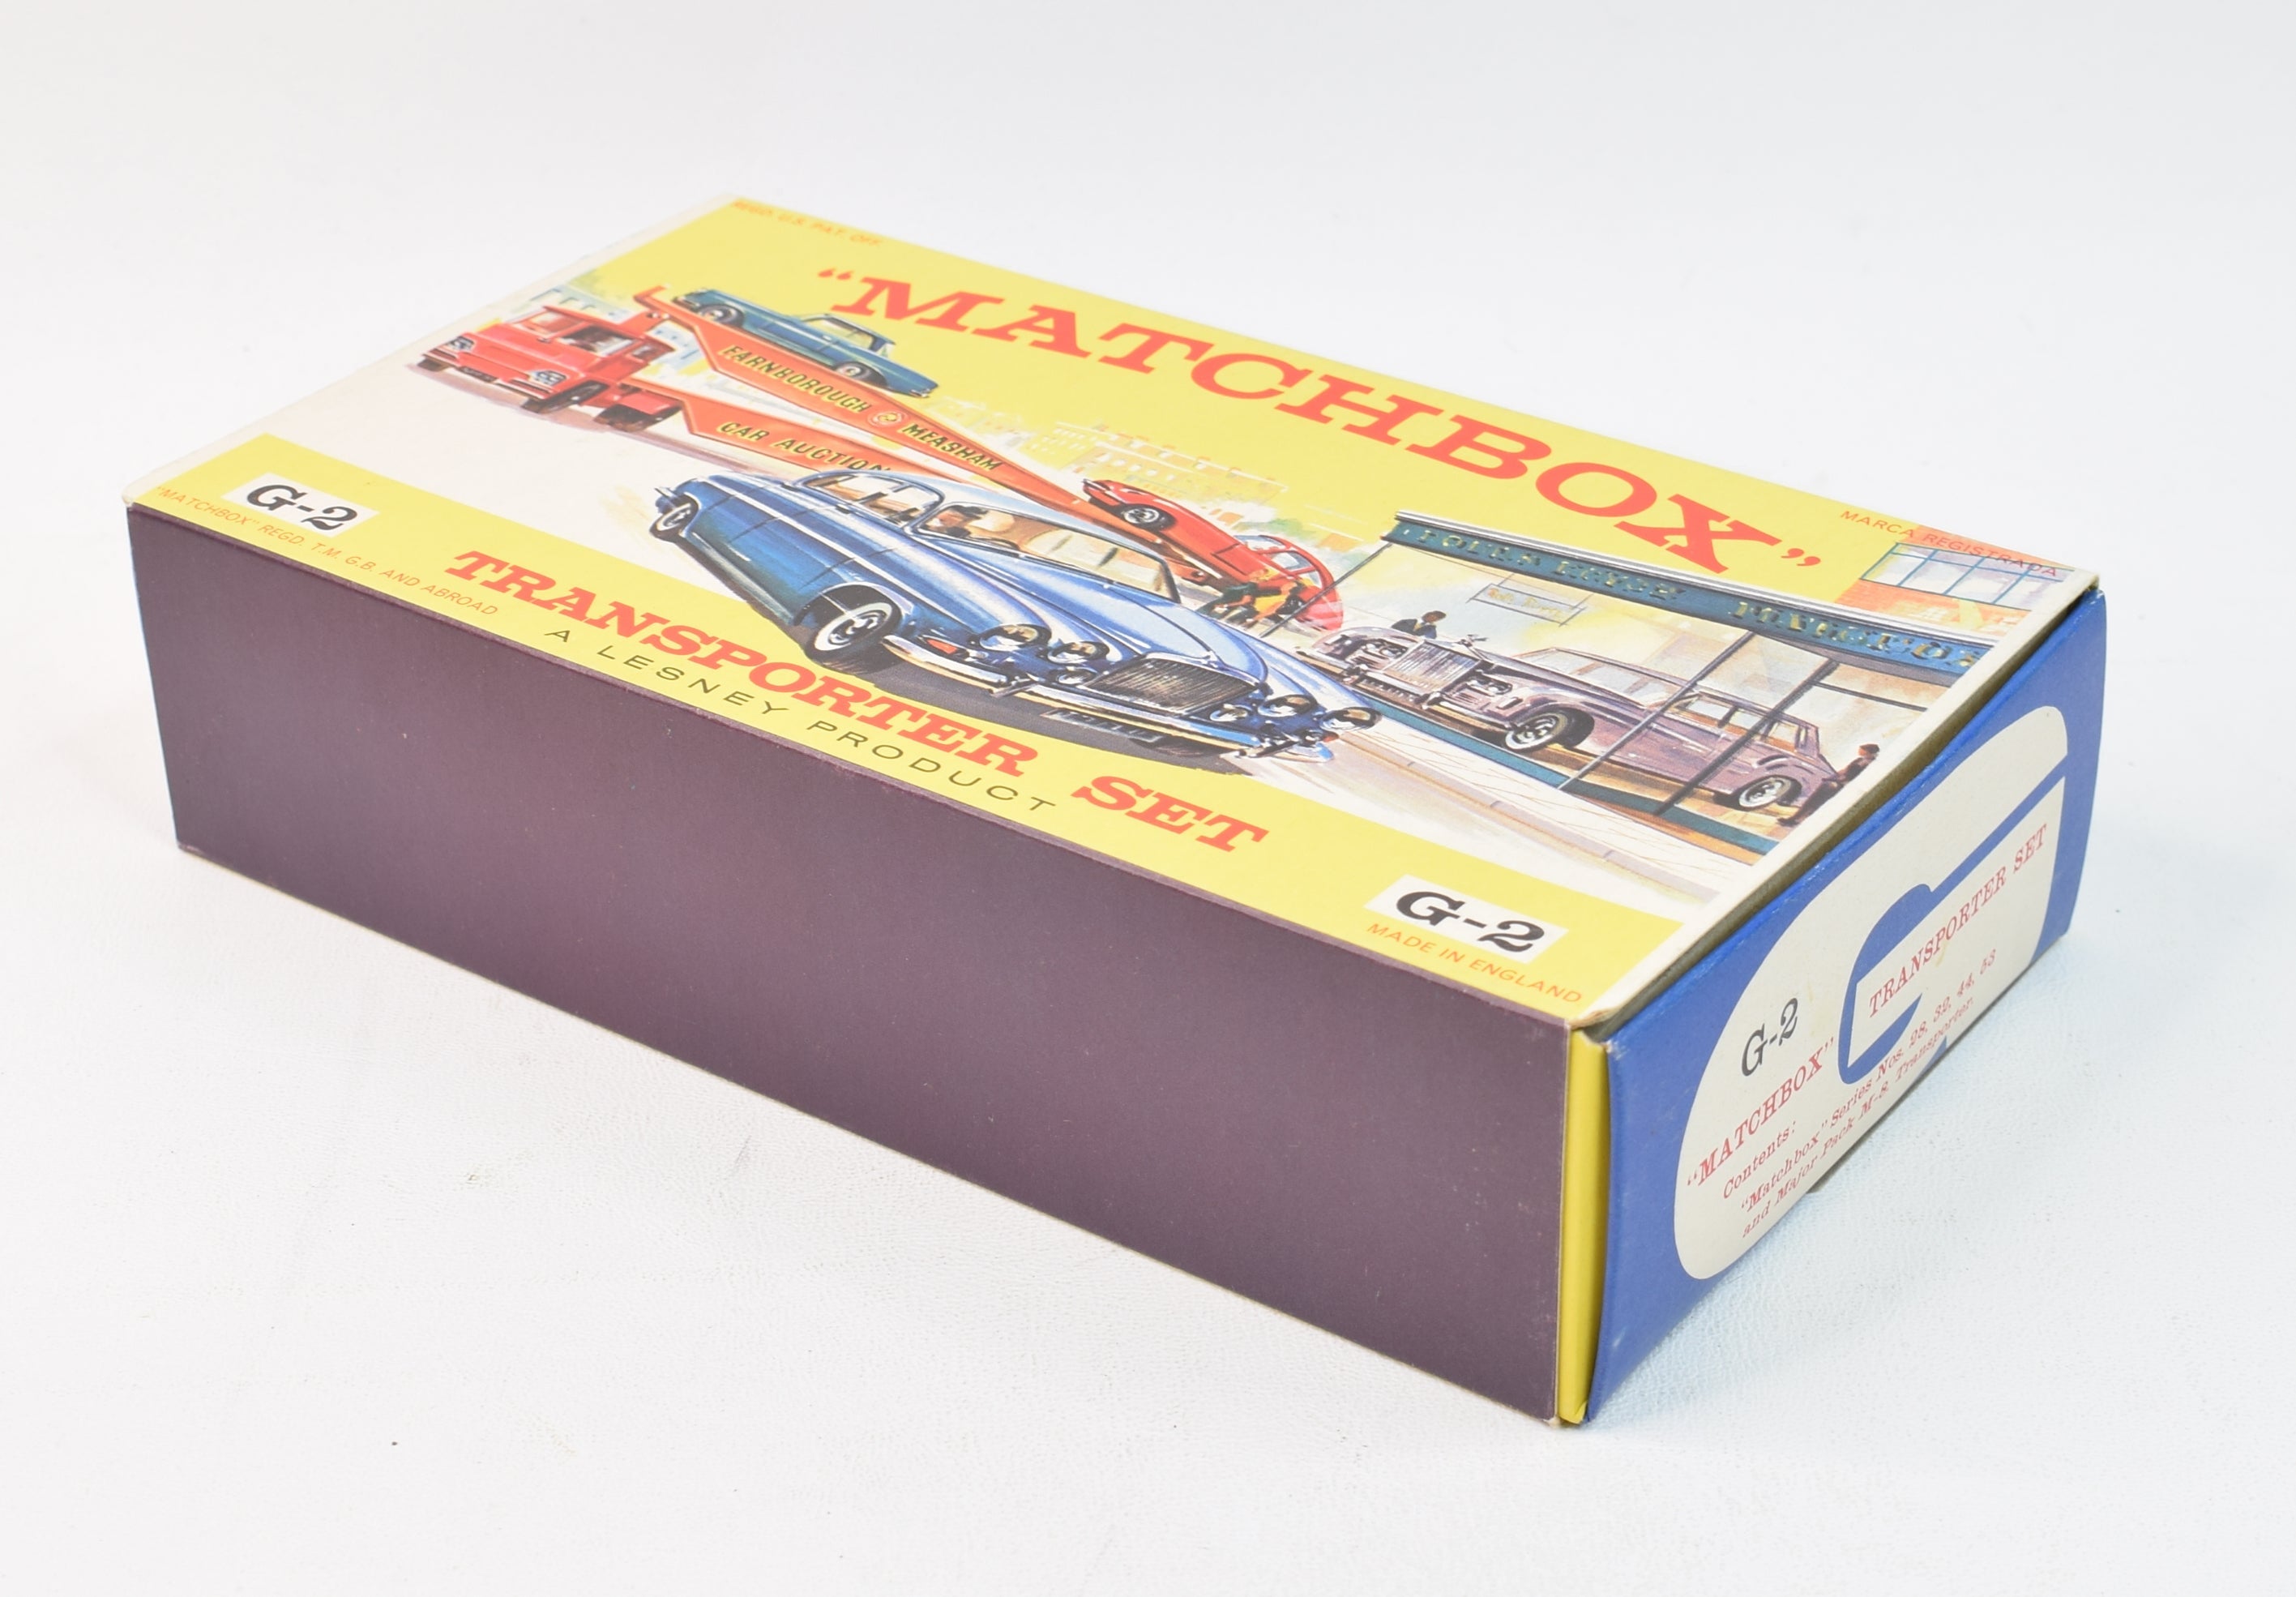 REGD. U.S. PAT. OFF.
"MATCHBOX"
MARCA REGISTRADA
FARNBOROUGH MEASHAM
CAR AUCTION
G-2
"MATCHBOX" REGD. T.M. G.B. AND ABROAD
TRANSPORTER SET
A LESNEY PRODUCT
G-2
MADE IN ENGLAND
G-2
"MATCHBOX"
TRANSPORTER SET
Contents:
"Matchbox" Series Nos. 28, 32, 44, 53
and Major Pack M-8, Transporter.